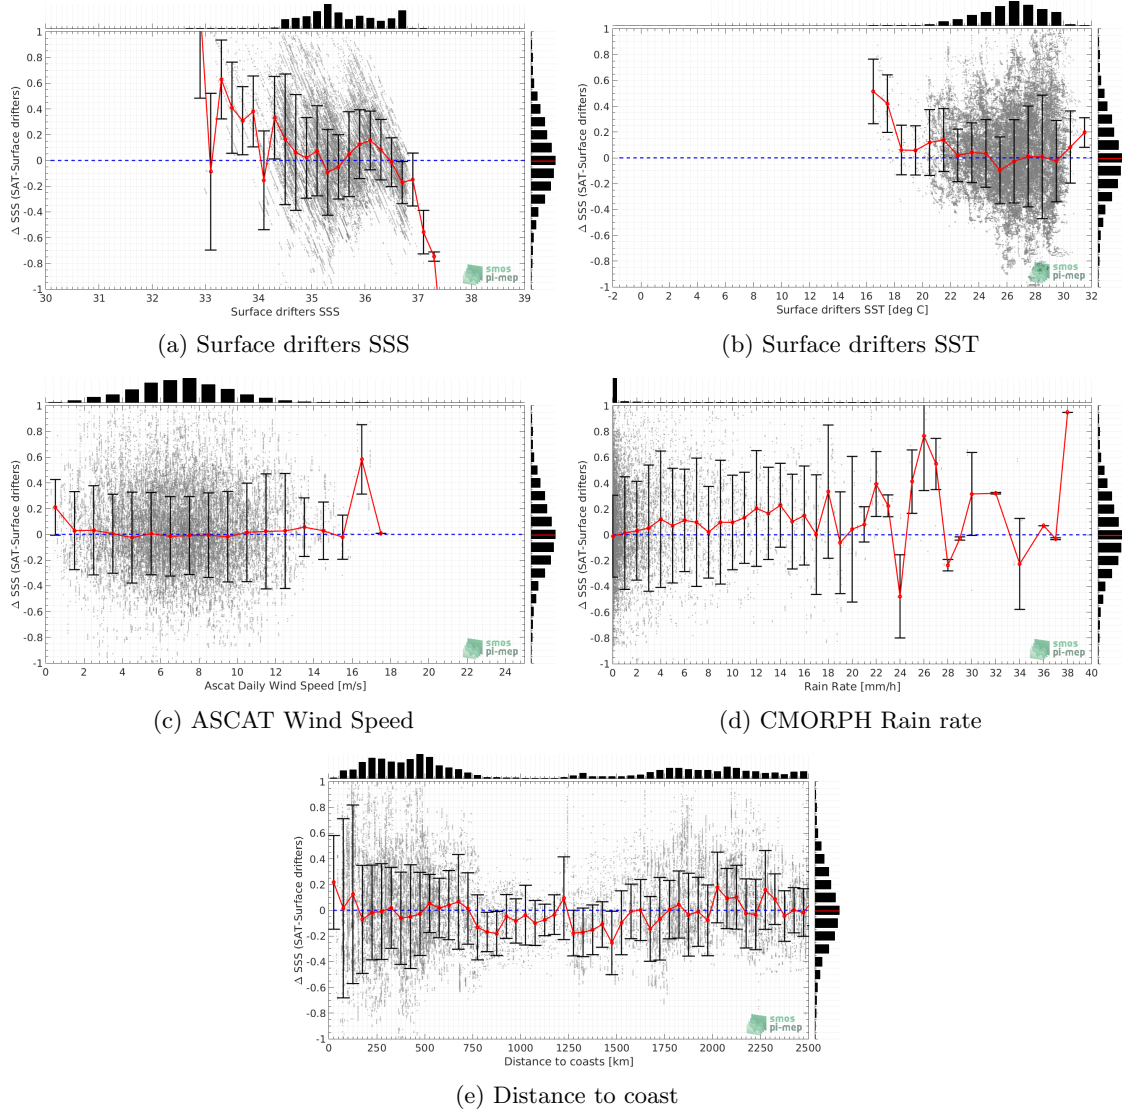 Δ SSS (SAT-Surface drifters)
1
0.8
0.6
0.4
0.2
0
-0.2
-0.4
-0.6
-0.8
-1
30 31 32 33 34 35 36 37 38 39
Surface drifters SSS
smos
pi-mep
(a) Surface drifters SSS
Δ SSS (SAT-Surface drifters)
1
0.8
0.6
0.4
0.2
0
-0.2
-0.4
-0.6
-0.8
-1
-2 0 2 4 6 8 10 12 14 16 18 20 22 24 26 28 30 32
Surface drifters SST [deg C]
smos
pi-mep
(b) Surface drifters SST
Δ SSS (SAT-Surface drifters)
1
0.8
0.6
0.4
0.2
0
-0.2
-0.4
-0.6
-0.8
-1
0 2 4 6 8 10 12 14 16 18 20 22 24
Ascat Daily Wind Speed [m/s]
smos
pi-mep
(c) ASCAT Wind Speed
Δ SSS (SAT-Surface drifters)
1
0.8
0.6
0.4
0.2
0
-0.2
-0.4
-0.6
-0.8
-1
0 2 4 6 8 10 12 14 16 18 20 22 24 26 28 30 32 34 36 38 40
Rain Rate [mm/h]
smos
pi-mep
(d) CMORPH Rain rate
Δ SSS (SAT-Surface drifters)
1
0.8
0.6
0.4
0.2
0
-0.2
-0.4
-0.6
-0.8
-1
0 250 500 750 1000 1250 1500 1750 2000 2250 2500
Distance to coasts [km]
smos
pi-mep
(e) Distance to coast